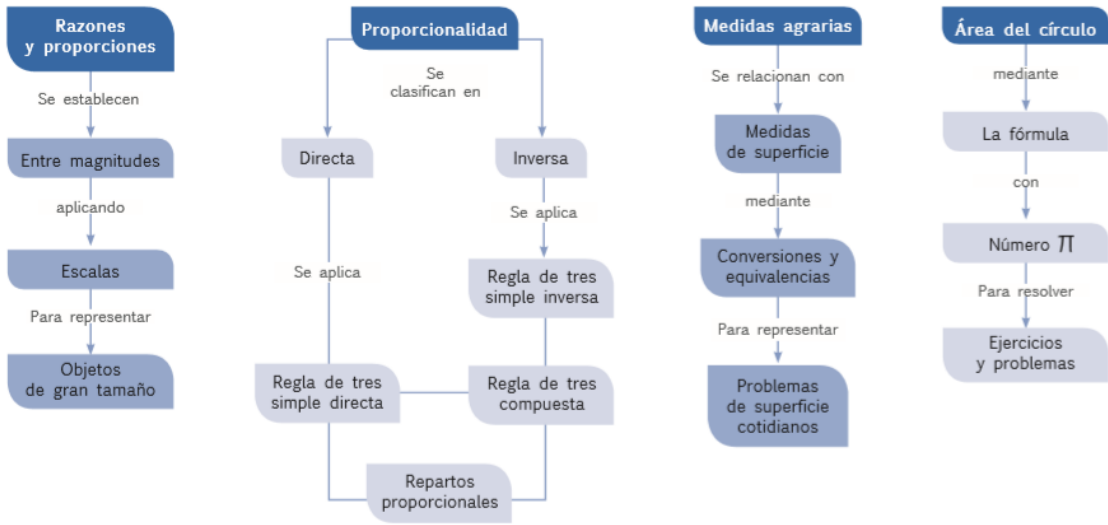 Razones
y proporciones
Se establecen
Entre magnitudes
aplicando
Escalas
Para representar
Objetos
de gran tamaño
Proporcionalidad
Se
clasifican en
Directa
Inversa
Se aplica
Se aplica
Regla de tres
simple inversa
Regla de tres
simple directa
Regla de tres
compuesta
Repartos
proporcionales
Medidas agrarias
Se relacionan con
Medidas
de superficie
mediante
Conversiones y
equivalencias
Para representar
Problemas
de superficie
cotidianos
Área del círculo
mediante
La fórmula
con
Número π
Para resolver
Ejercicios
y problemas